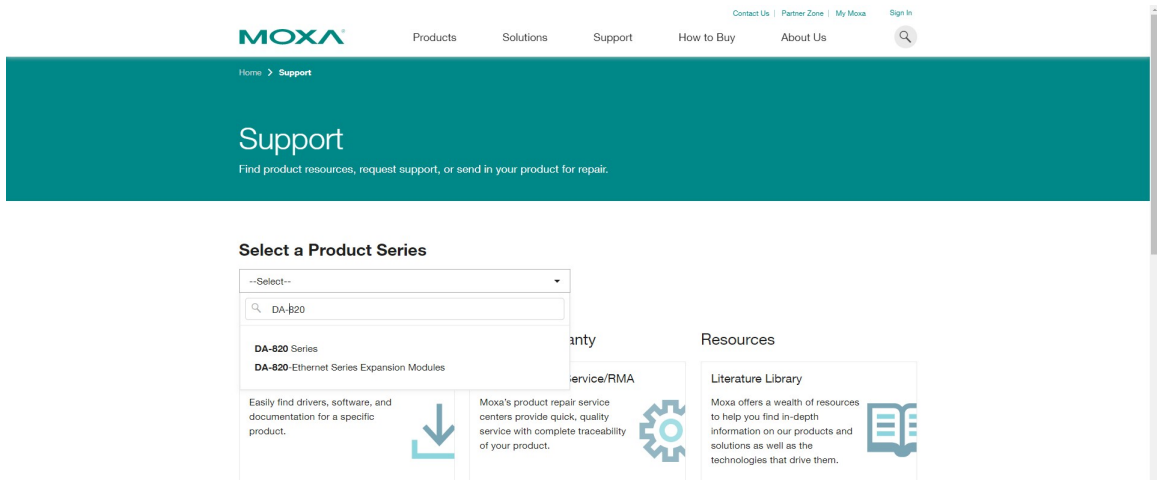 Contact Us | Partner Zone | My Moxa Sign In
MOXA®
Products Solutions Support How to Buy About Us
Home > Support
Support
Find product resources, request support, or send in your product for repair.
Select a Product Series
--Select--
DA-820
DA-820 Series
DA-820-Ethernet Series Expansion Modules
anty
Resources
ervice/RMA
Literature Library
Easily find drivers, software, and
documentation for a specific
product.
Moxa's product repair service
centers provide quick, quality
service with complete traceability
of your product.
Moxa offers a wealth of resources
to help you find in-depth
information on our products and
solutions as well as the
technologies that drive them.